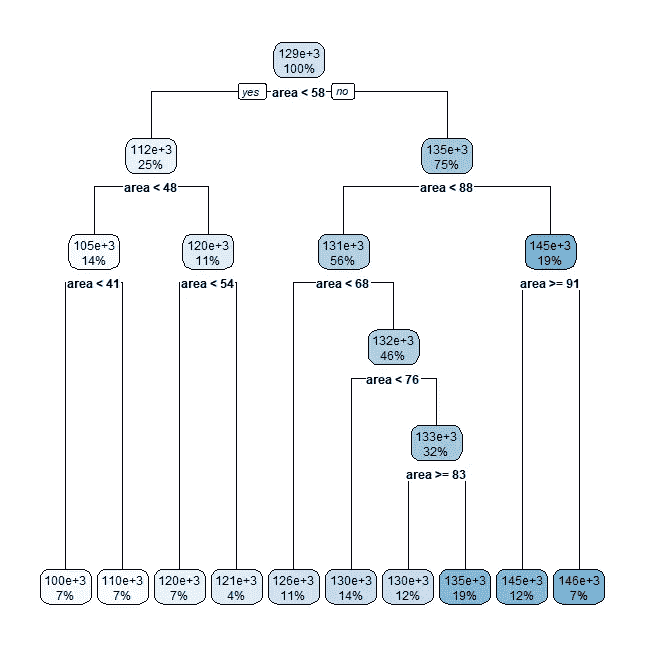 129e+3
100%
yes area < 58 no
112e+3
25%
135e+3
75%
area < 48
area < 88
105e+3
14%
120e+3
11%
131e+3
56%
145e+3
19%
area < 41
area < 54
area < 68
area >= 91
132e+3
46%
area < 76
133e+3
32%
area >= 83
100e+3
7%
110e+3
7%
120e+3
7%
121e+3
4%
126e+3
11%
130e+3
14%
130e+3
12%
135e+3
19%
145e+3
12%
146e+3
7%